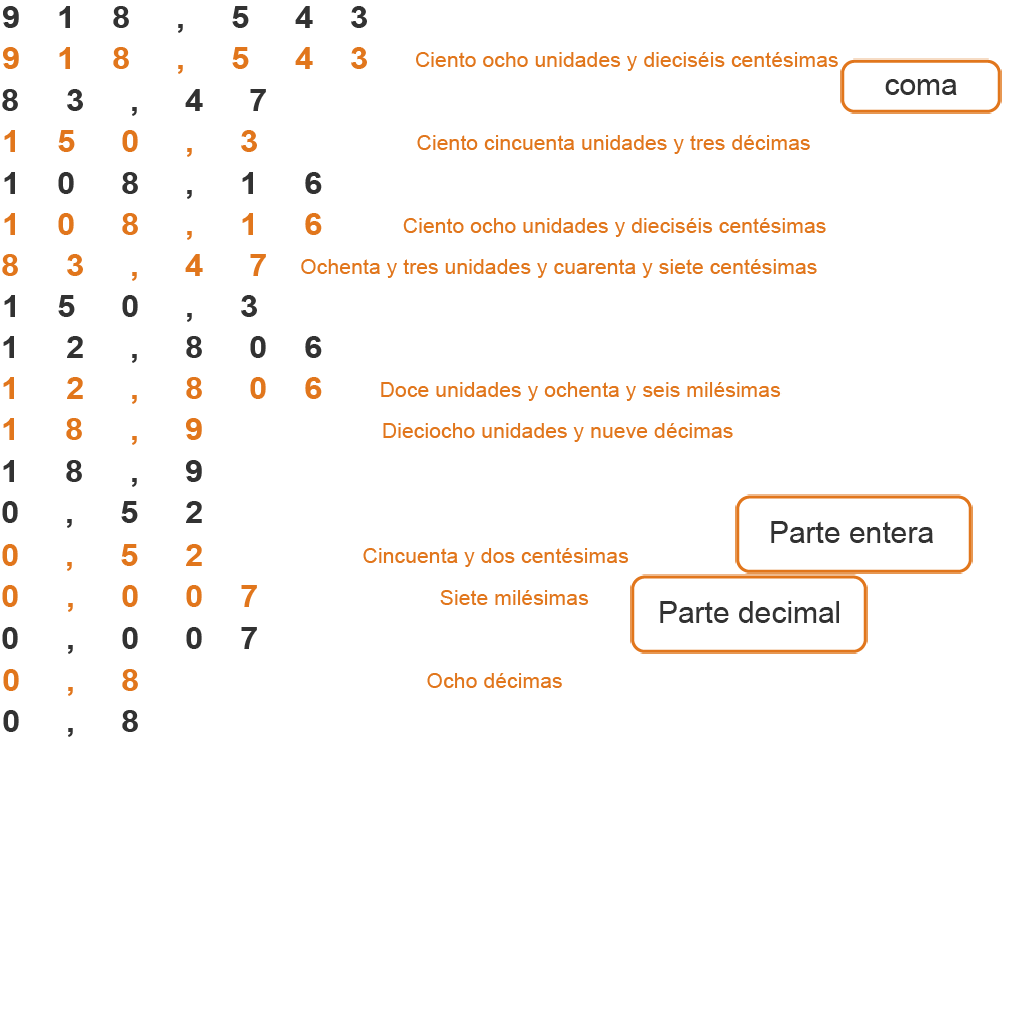 9 1 8 , 5 4 3
9 1 8 , 5 4 3 Ciento ocho unidades y dieciséis centésimas
coma
8 3 , 4 7
1 5 0 , 3 Ciento cincuenta unidades y tres décimas
1 0 8 , 1 6
1 0 8 , 1 6 Ciento ocho unidades y dieciséis centésimas
8 3 , 4 7 Ochenta y tres unidades y cuarenta y siete centésimas
1 5 0 , 3
1 2 , 8 0 6
1 2 , 8 0 6 Doce unidades y ochenta y seis milésimas
1 8 , 9 Dieciocho unidades y nueve décimas
1 8 , 9
0 , 5 2
Parte entera
0 , 5 2 Cincuenta y dos centésimas
0 , 0 0 7 Siete milésimas
Parte decimal
0 , 0 0 7
0 , 8 Ocho décimas
0 , 8